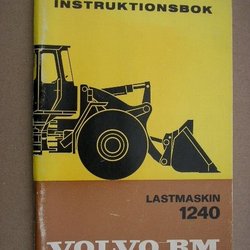 INSTRUKTIONSBOK
LASTMASKIN
1240
VOLVO BM